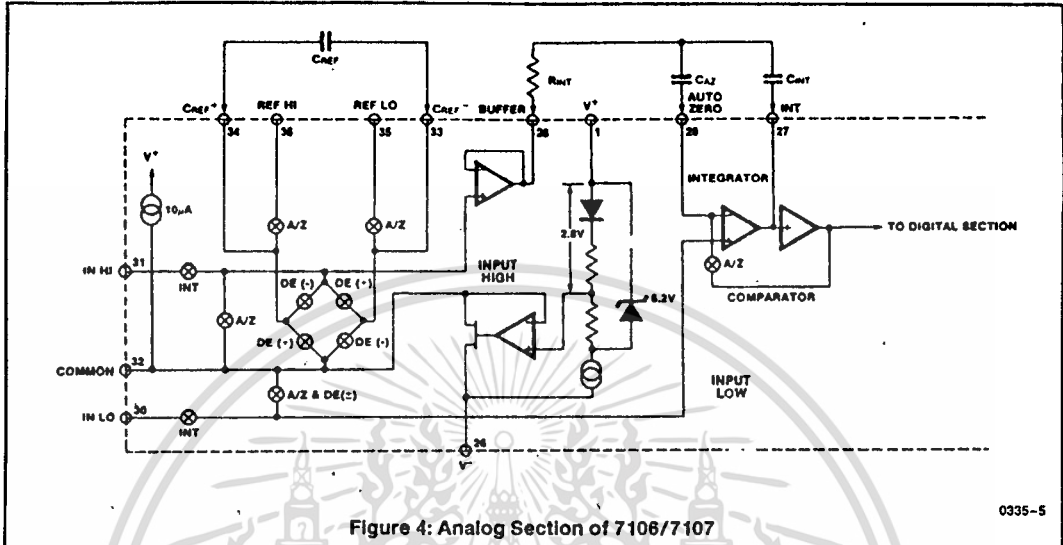 CREF
RINT
CAZ
CINT
CREF+
REF HI
REF LO
CREF-
BUFFER
V+
AUTO
ZERO
INT
34
36
35
33
28
1
29
27
V+
10µA
A/Z
A/Z
INTEGRATOR
2.8V
TO DIGITAL SECTION
IN HI
31
INT
INPUT
HIGH
A/Z
COMPARATOR
6.2V
DE (-)
DE (+)
A/Z
DE (+)
DE (-)
COMMON
32
INPUT
LOW
A/Z & DE(±)
IN LO
30
INT
26
V-
0335-5
Figure 4: Analog Section of 7106/7107